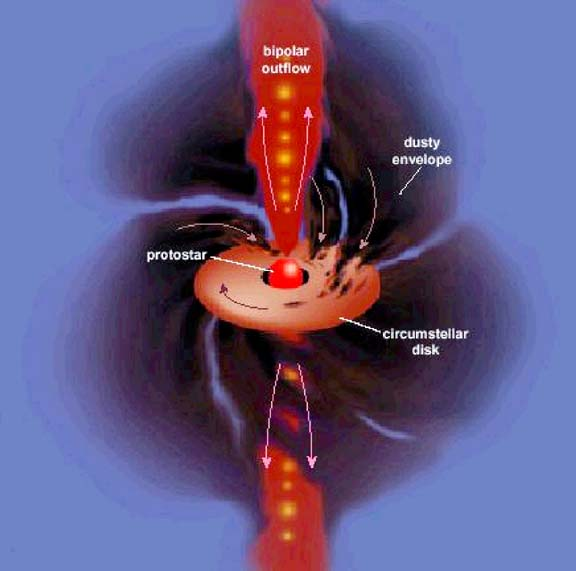 bipolar
outflow
dusty
envelope
protostar
circumstellar
disk